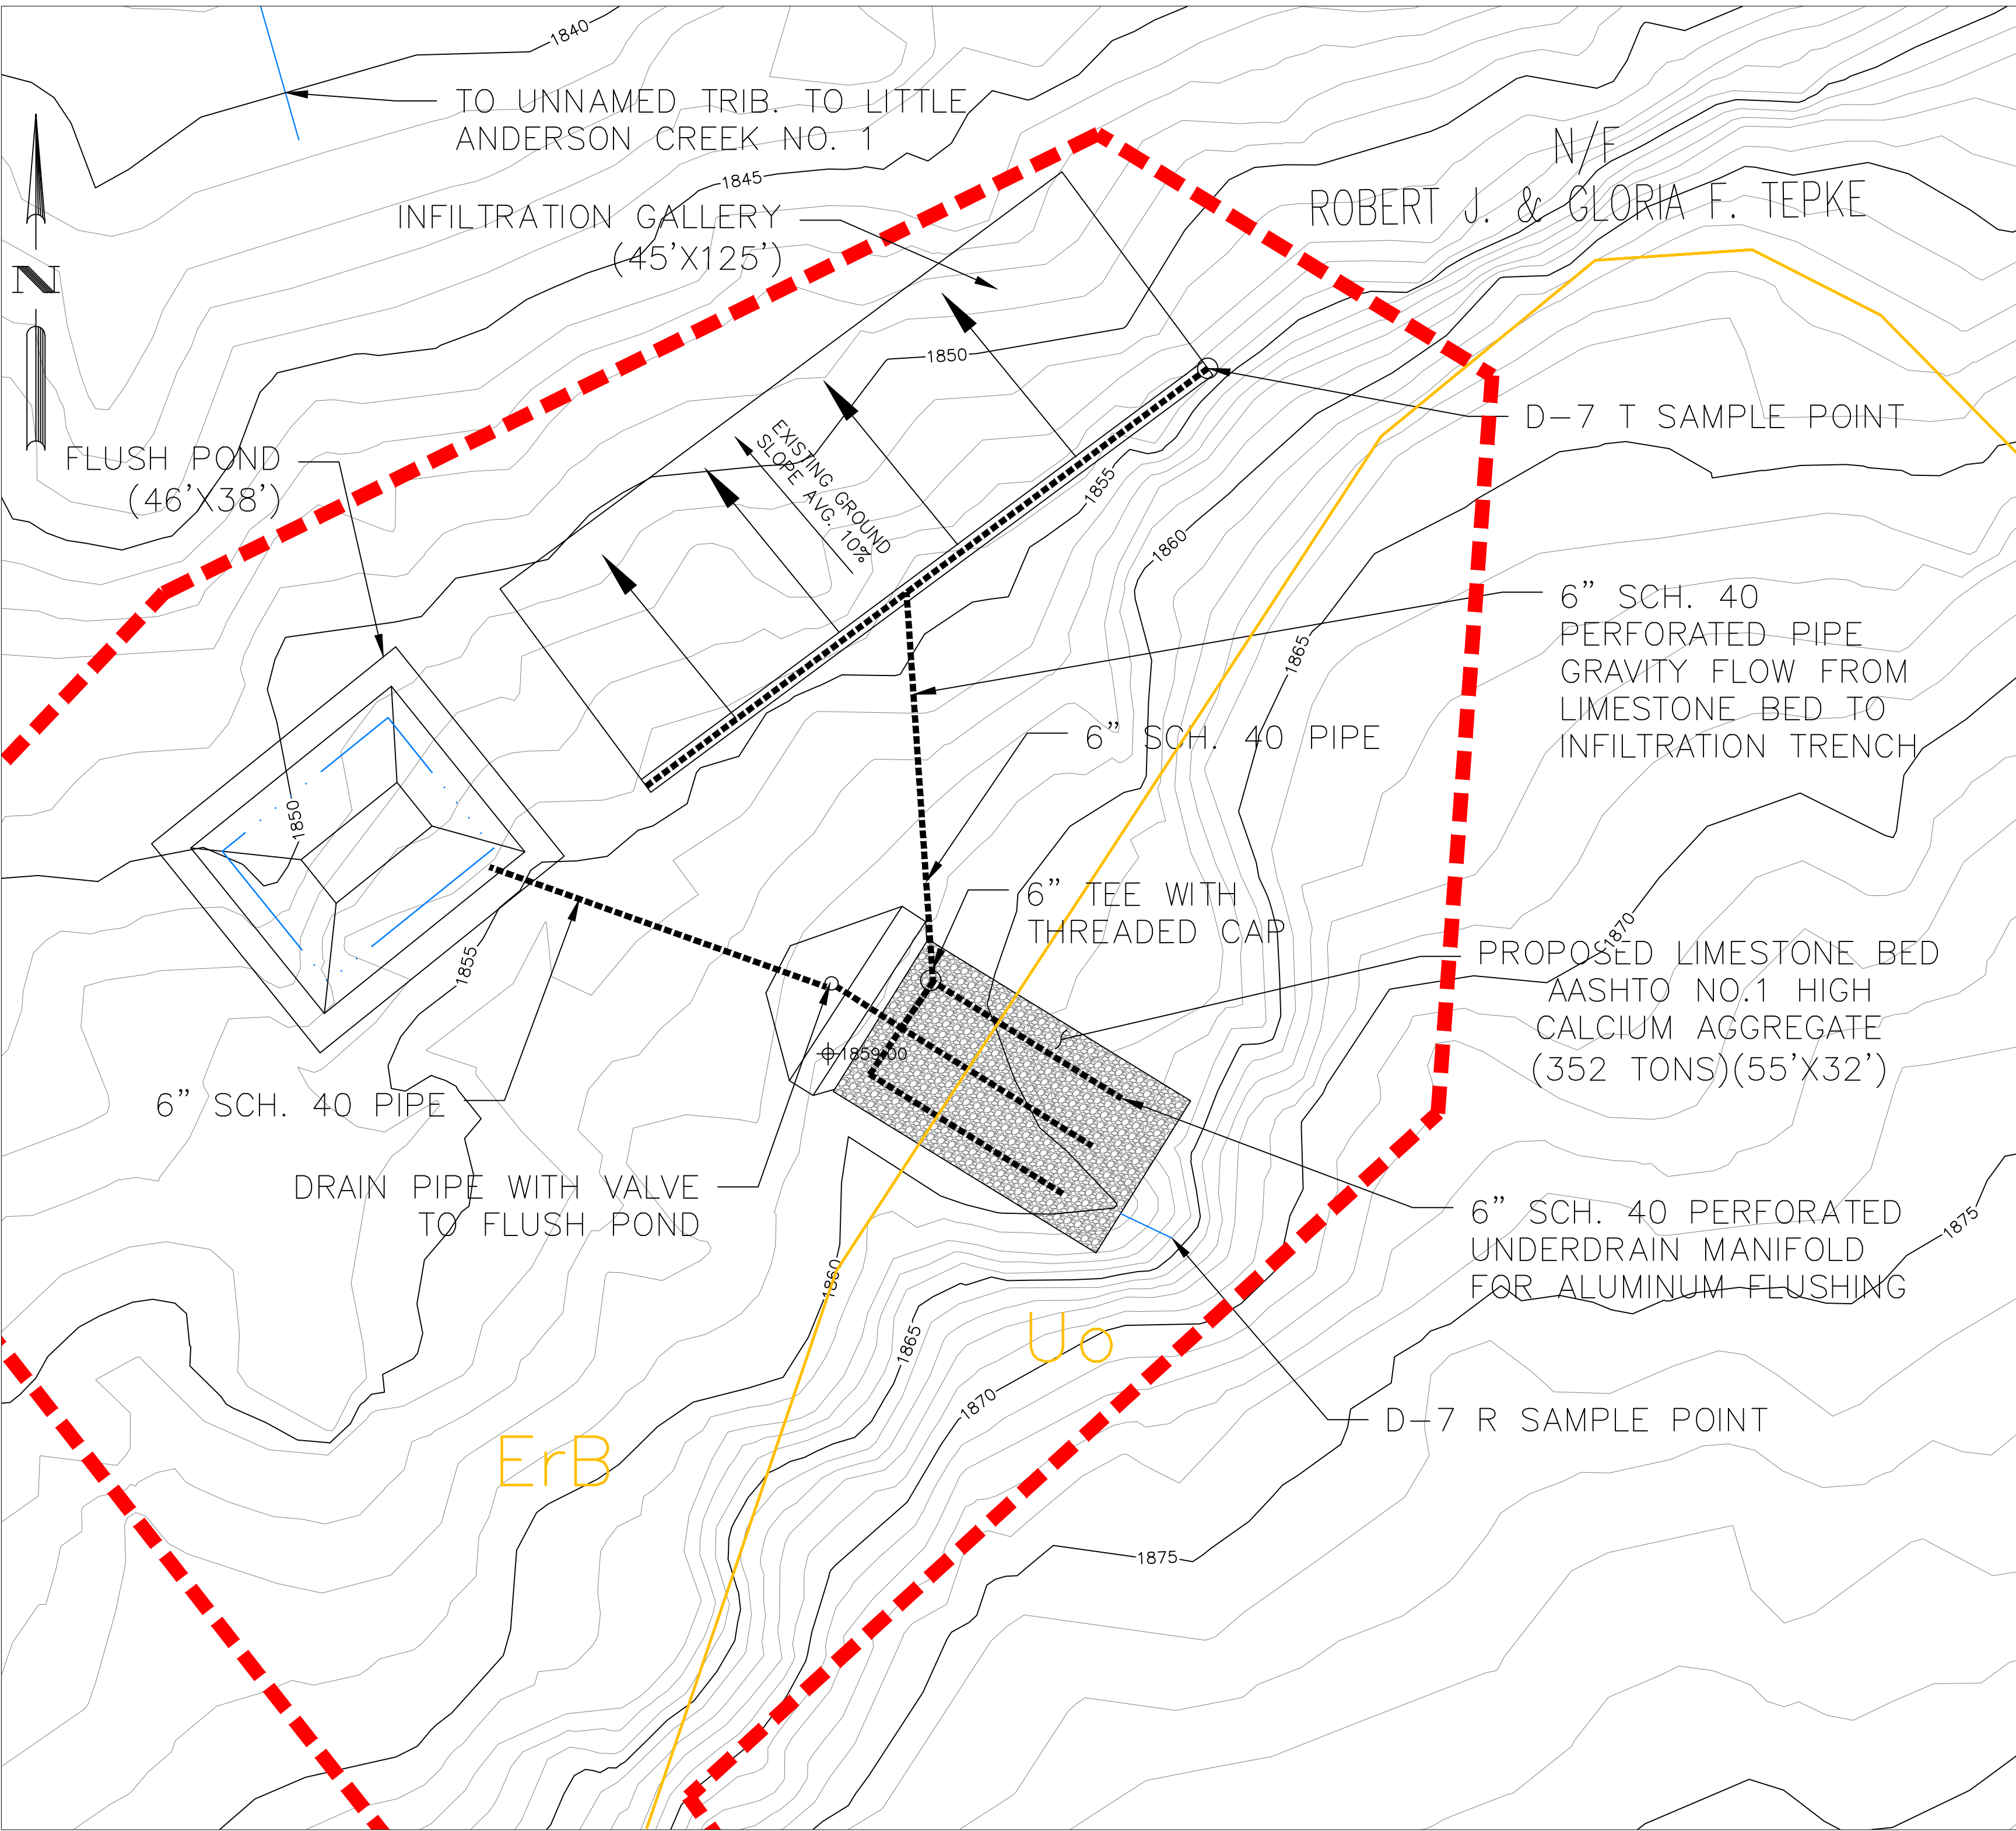 1840
TO UNNAMED TRIB. TO LITTLE
ANDERSON CREEK NO. 1
N/F
ROBERT J. & GLORIA F. TEPKE
1845
INFILTRATION GALLERY
(45'X125')
N
1850
D-7 T SAMPLE POINT
FLUSH POND
(46'X38')
EXISTING GROUND
SLOPE AVG. 10%
1855
1860
6" SCH. 40
PERFORATED PIPE
GRAVITY FLOW FROM
LIMESTONE BED TO
INFILTRATION TRENCH
1865
6" SCH. 40 PIPE
1850
6" TEE WITH
THREADED CAP
1870
PROPOSED LIMESTONE BED
AASHTO NO.1 HIGH
CALCIUM AGGREGATE
(352 TONS)(55'X32')
1855
1859.00
6" SCH. 40 PIPE
DRAIN PIPE WITH VALVE
TO FLUSH POND
6" SCH. 40 PERFORATED
UNDERDRAIN MANIFOLD
FOR ALUMINUM FLUSHING
1875
1860
1865
Uo
1870
D-7 R SAMPLE POINT
ErB
1875